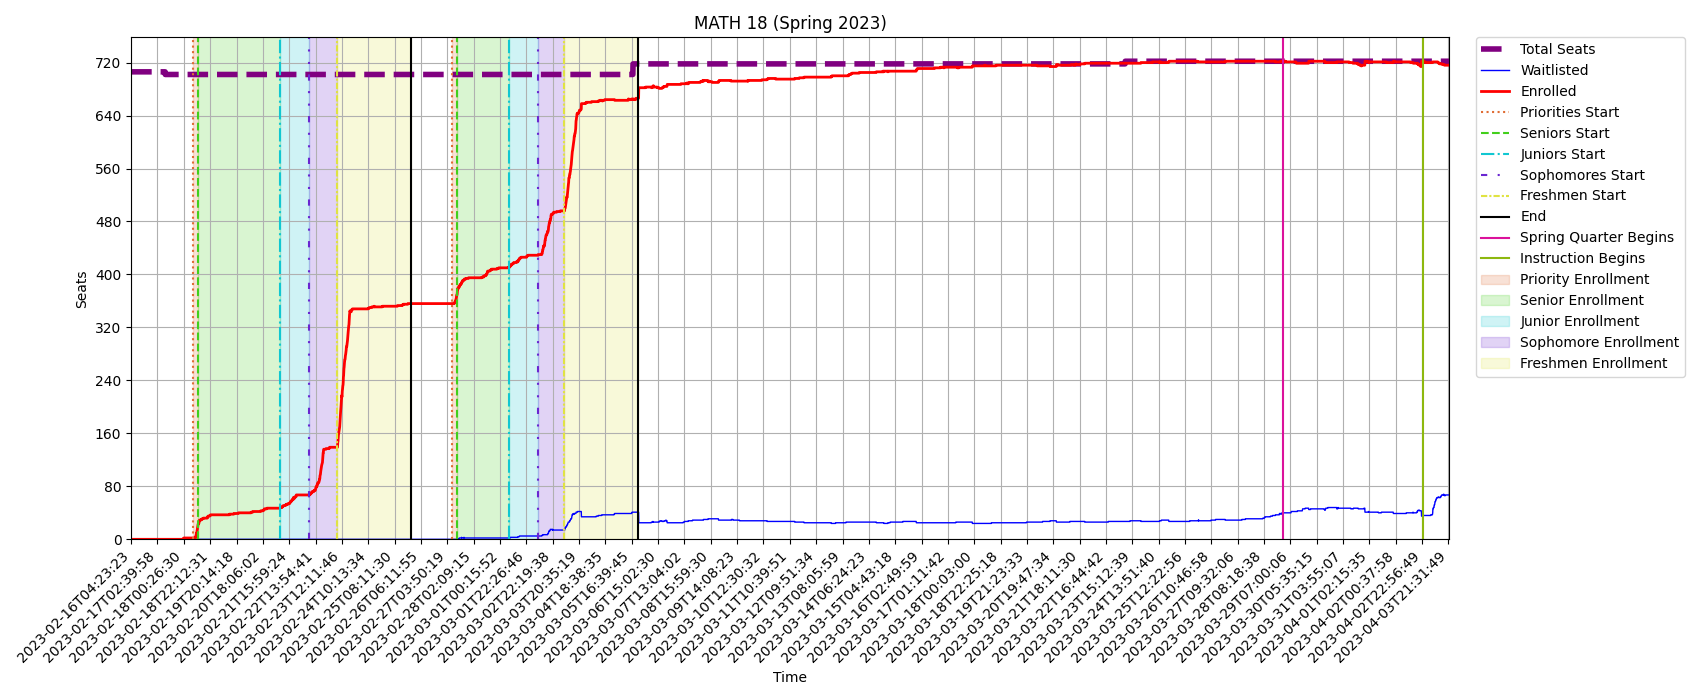 MATH 18 (Spring 2023)
Seats
720
640
560
480
400
320
240
160
80
0
2023-02-16T04:23:23
2023-02-17T02:39:58
2023-02-18T00:26:30
2023-02-18T22:12:31
2023-02-19T20:14:18
2023-02-20T18:06:02
2023-02-21T15:59:24
2023-02-22T13:54:41
2023-02-23T12:11:46
2023-02-24T10:13:34
2023-02-25T08:11:30
2023-02-26T06:11:55
2023-02-27T03:50:19
2023-02-28T02:09:15
2023-03-01T00:15:52
2023-03-01T22:26:46
2023-03-02T22:19:38
2023-03-03T20:35:19
2023-03-04T18:38:35
2023-03-05T16:39:45
2023-03-06T15:02:30
2023-03-07T13:04:02
2023-03-08T15:59:30
2023-03-09T14:08:23
2023-03-10T12:30:32
2023-03-11T10:39:51
2023-03-12T09:51:34
2023-03-13T08:05:59
2023-03-14T06:24:23
2023-03-15T04:43:18
2023-03-16T02:49:59
2023-03-17T01:11:42
2023-03-18T00:03:00
2023-03-18T22:25:18
2023-03-19T21:23:33
2023-03-20T19:47:34
2023-03-21T18:11:30
2023-03-22T16:44:42
2023-03-23T15:12:39
2023-03-24T13:51:40
2023-03-25T12:22:56
2023-03-26T10:46:58
2023-03-27T09:32:06
2023-03-28T08:18:38
2023-03-29T07:00:06
2023-03-30T05:35:15
2023-03-31T03:55:07
2023-04-01T02:15:35
2023-04-02T00:37:58
2023-04-02T22:56:49
2023-04-03T21:31:49
Time
Total Seats
Waitlisted
Enrolled
Priorities Start
Seniors Start
Juniors Start
Sophomores Start
Freshmen Start
End
Spring Quarter Begins
Instruction Begins
Priority Enrollment
Senior Enrollment
Junior Enrollment
Sophomore Enrollment
Freshmen Enrollment